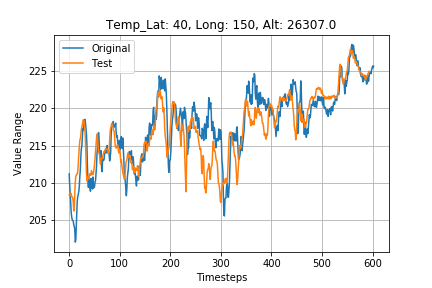 Temp_Lat: 40, Long: 150, Alt: 26307.0
Original
Test
Value Range
225
220
215
210
205
0 100 200 300 400 500 600
Timesteps